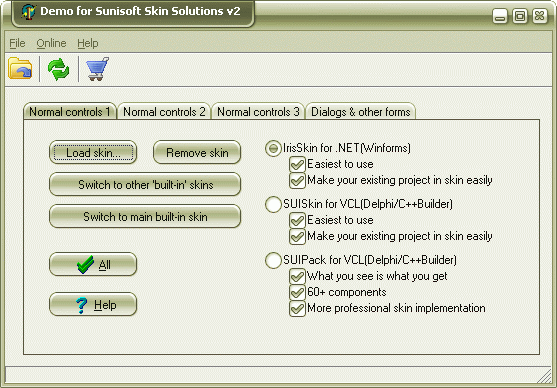 Demo for Sunisoft Skin Solutions v2
File Online Help
Normal controls 1 Normal controls 2 Normal controls 3 Dialogs & other forms
Load skin... Remove skin
Switch to other 'built-in' skins
Switch to main built-in skin
All
Help
IrisSkin for .NET(Winforms)
Easiest to use
Make your existing project in skin easily
SUISkin for VCL(Delphi/C++Builder)
Easiest to use
Make your existing project in skin easily
SUIPack for VCL(Delphi/C++Builder)
What you see is what you get
60+ components
More professional skin implementation